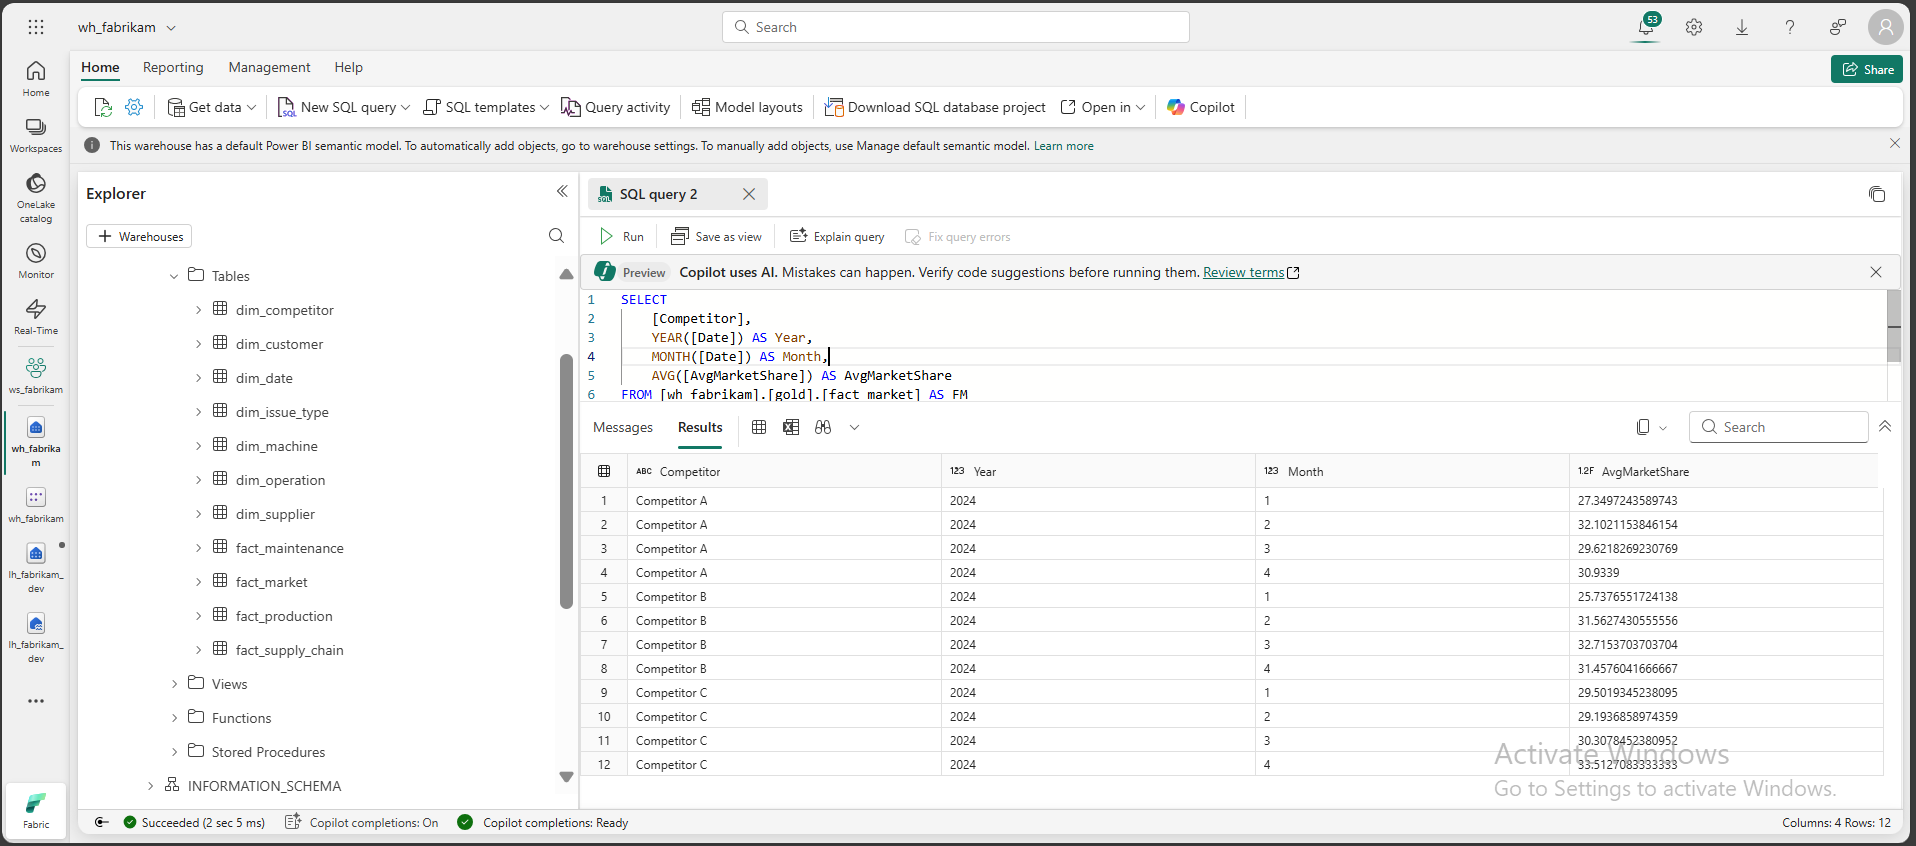 wh_fabrikam
Search
53
Home
Workspaces
OneLake
catalog
Monitor
Real-Time
ws_fabrikam
wh_fabrika
m
wh_fabrikam
lh_fabrikam_
dev
lh_fabrikam_
dev
Fabric
Home Reporting Management Help
Share
Get data New SQL query SQL templates Query activity Model layouts Download SQL database project Open in Copilot
This warehouse has a default Power BI semantic model. To automatically add objects, go to warehouse settings. To manually add objects, use Manage default semantic model. Learn more
Explorer
+ Warehouses
Tables
dim_competitor
dim_customer
dim_date
dim_issue_type
dim_machine
dim_operation
dim_supplier
fact_maintenance
fact_market
fact_production
fact_supply_chain
Views
Functions
Stored Procedures
INFORMATION_SCHEMA
SQL query 2
Run Save as view Explain query Fix query errors
Preview Copilot uses AI. Mistakes can happen. Verify code suggestions before running them. Review terms
1 SELECT
2 [Competitor],
3 YEAR([Date]) AS Year,
4 MONTH([Date]) AS Month,
5 AVG([AvgMarketShare]) AS AvgMarketShare
6 FROM [wh_fabrikam].[gold].[fact_market] AS FM
Messages Results
Search
ABC Competitor 123 Year 123 Month 1.2F AvgMarketShare
1 Competitor A 2024 1 27.3497243589743
2 Competitor A 2024 2 32.1021153846154
3 Competitor A 2024 3 29.6218269230769
4 Competitor A 2024 4 30.9339
5 Competitor B 2024 1 25.7376551724138
6 Competitor B 2024 2 31.5627430555556
7 Competitor B 2024 3 32.7153703703704
8 Competitor B 2024 4 31.4576041666667
9 Competitor C 2024 1 29.5019345238095
10 Competitor C 2024 2 29.1936858974359
11 Competitor C 2024 3 30.3078452380952
12 Competitor C 2024 4 33.5127083333333
Activate Windows
Go to Settings to activate Windows.
Succeeded (2 sec 5 ms) Copilot completions: On Copilot completions: Ready
Columns: 4 Rows: 12